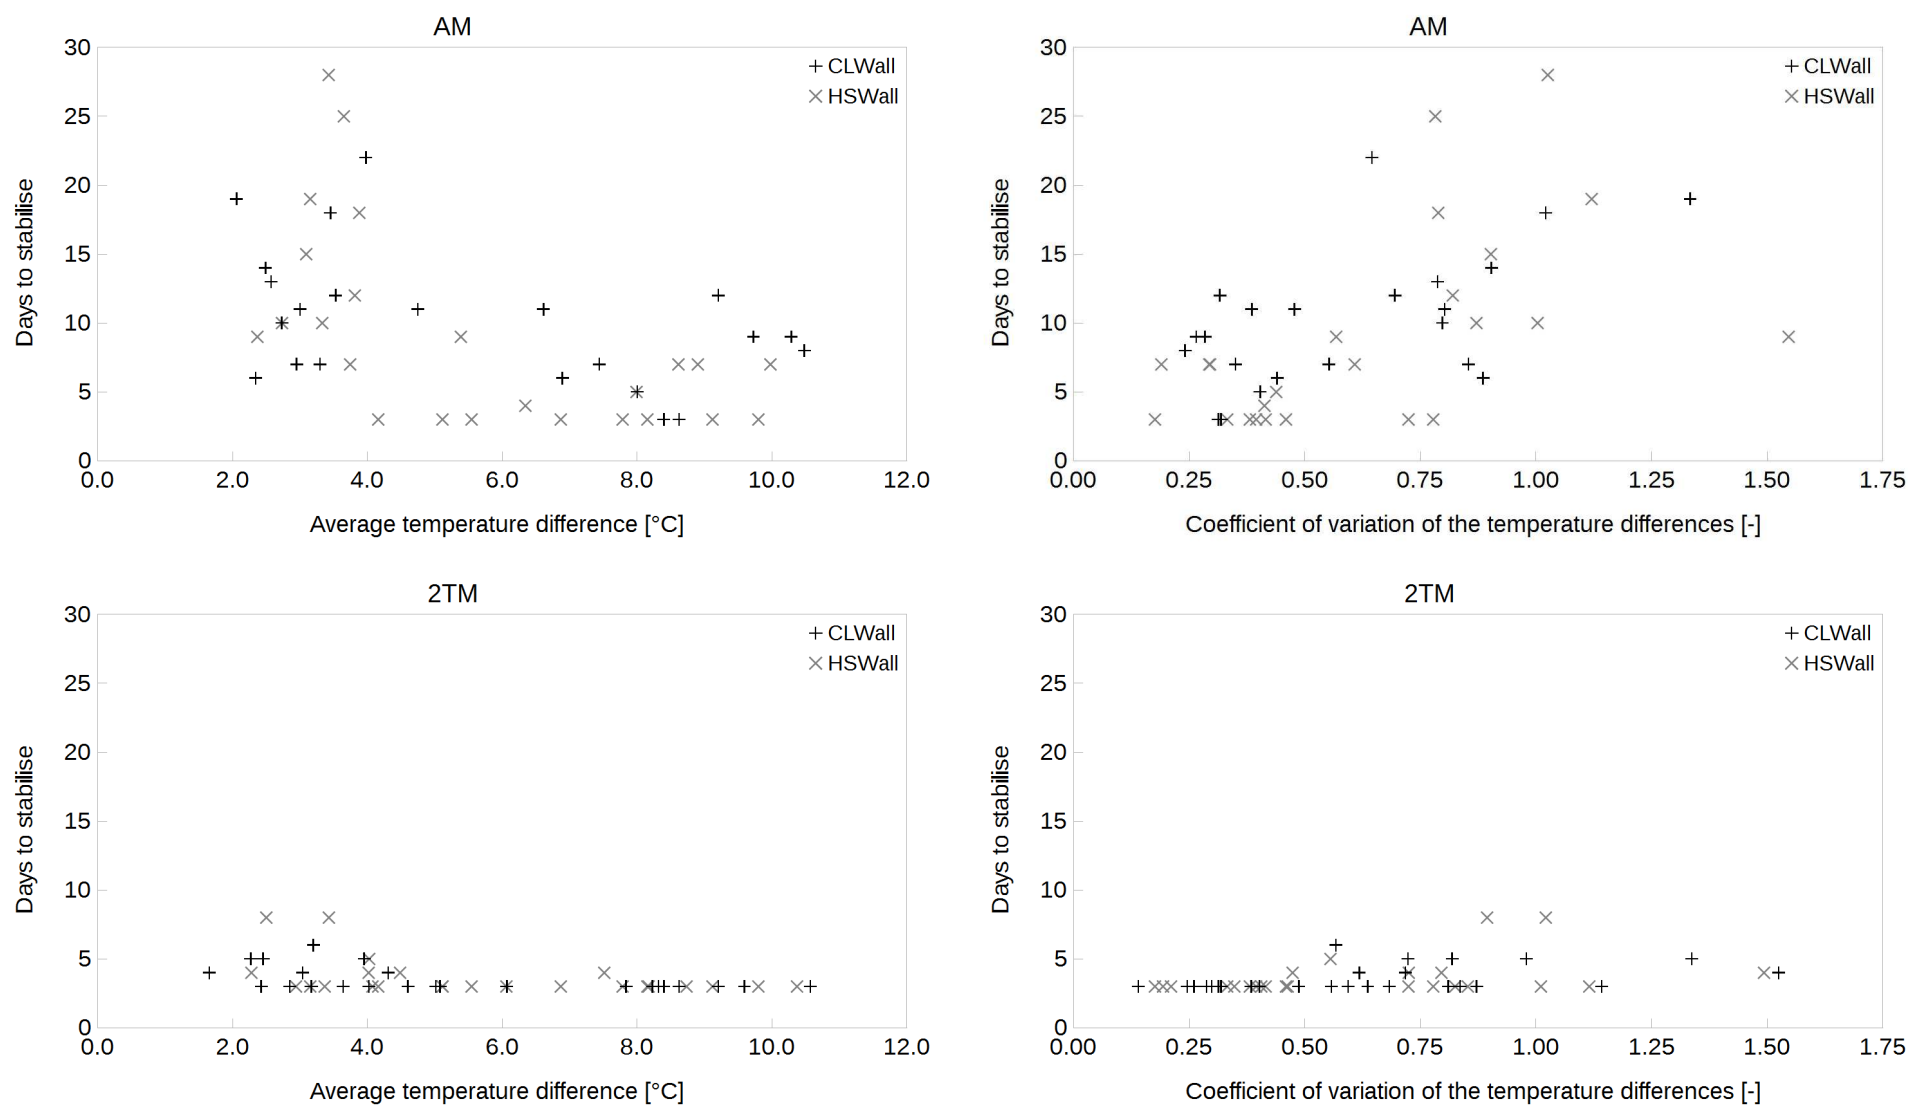 AM
30
25
20
15
10
5
0
Days to stabilise
CLWall
HSWall
0.0 2.0 4.0 6.0 8.0 10.0 12.0
Average temperature difference [°C]
AM
30
25
20
15
10
5
0
Days to stabilise
CLWall
HSWall
0.00 0.25 0.50 0.75 1.00 1.25 1.50 1.75
Coefficient of variation of the temperature differences [-]
2TM
30
25
20
15
10
5
0
Days to stabilise
CLWall
HSWall
0.0 2.0 4.0 6.0 8.0 10.0 12.0
Average temperature difference [°C]
2TM
30
25
20
15
10
5
0
Days to stabilise
CLWall
HSWall
0.00 0.25 0.50 0.75 1.00 1.25 1.50 1.75
Coefficient of variation of the temperature differences [-]